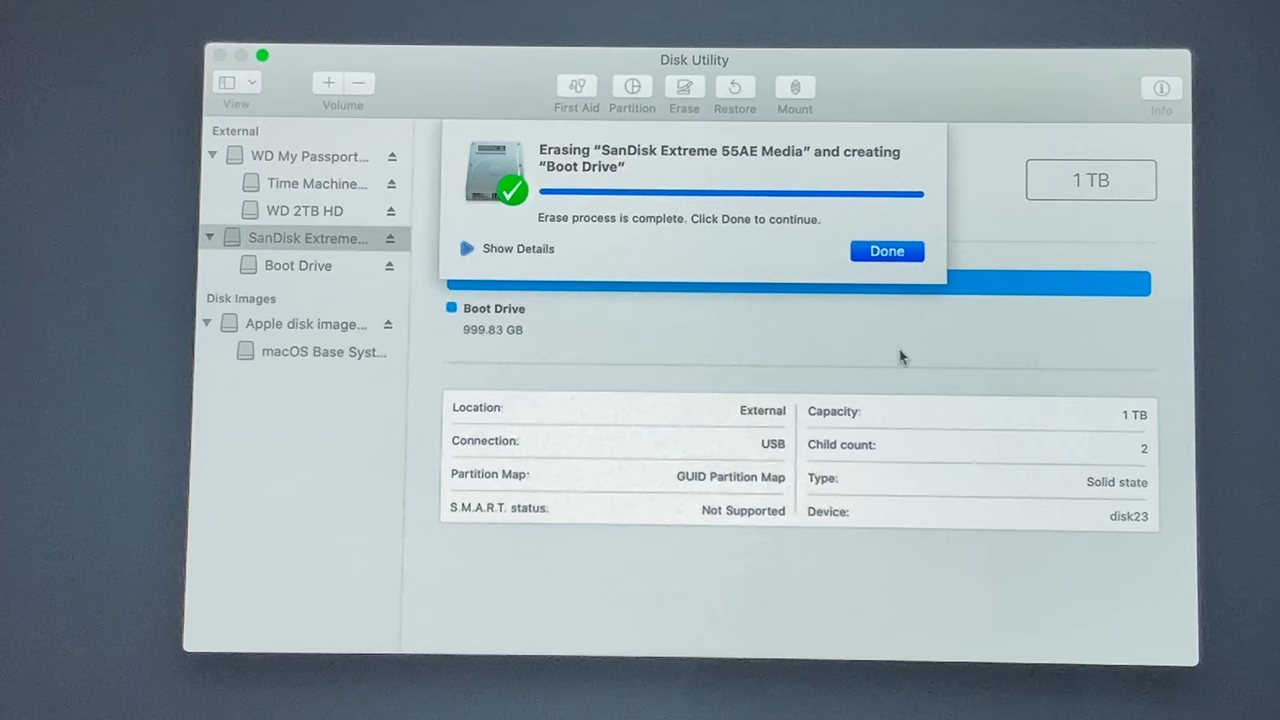 Disk Utility
View
Volume
First Aid
Partition
Erase
Restore
Mount
Info
External
WD My Passport...
Time Machine...
WD 2TB HD
SanDisk Extreme...
Boot Drive
Disk Images
Apple disk image...
macOS Base Syst...
Erasing “SanDisk Extreme 55AE Media” and creating
“Boot Drive”
Erase process is complete. Click Done to continue.
Show Details
Done
1 TB
Boot Drive
999.83 GB
Location: External
Connection: USB
Partition Map: GUID Partition Map
S.M.A.R.T. status: Not Supported
Capacity: 1 TB
Child count: 2
Type: Solid state
Device: disk23